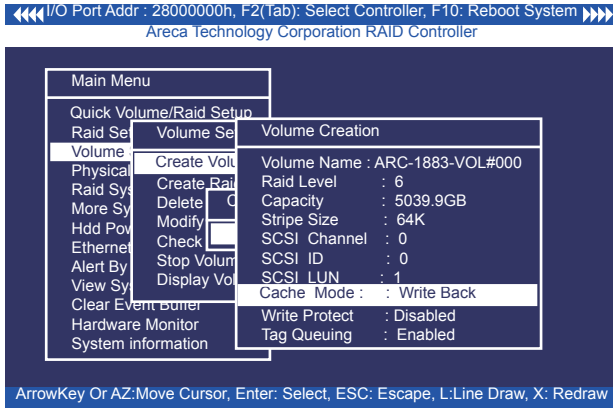 I/O Port Addr : 28000000h, F2(Tab): Select Controller, F10: Reboot System
Areca Technology Corporation RAID Controller
Main Menu
Quick Volume/Raid Setup
Raid Set
Volume
Physical
Raid Sys
More Sy
Hdd Pow
Ethernet
Alert By
View Sys
Clear Event Buffer
Hardware Monitor
System information
Volume Se
Create Volu
Create Rai
Delete
Modify
Check
Stop Volum
Display Vol
C
Volume Creation
Volume Name : ARC-1883-VOL#000
Raid Level : 6
Capacity : 5039.9GB
Stripe Size : 64K
SCSI Channel : 0
SCSI ID : 0
SCSI LUN : 1
Cache Mode : : Write Back
Write Protect : Disabled
Tag Queuing : Enabled
ArrowKey Or AZ:Move Cursor, Enter: Select, ESC: Escape, L:Line Draw, X: Redraw